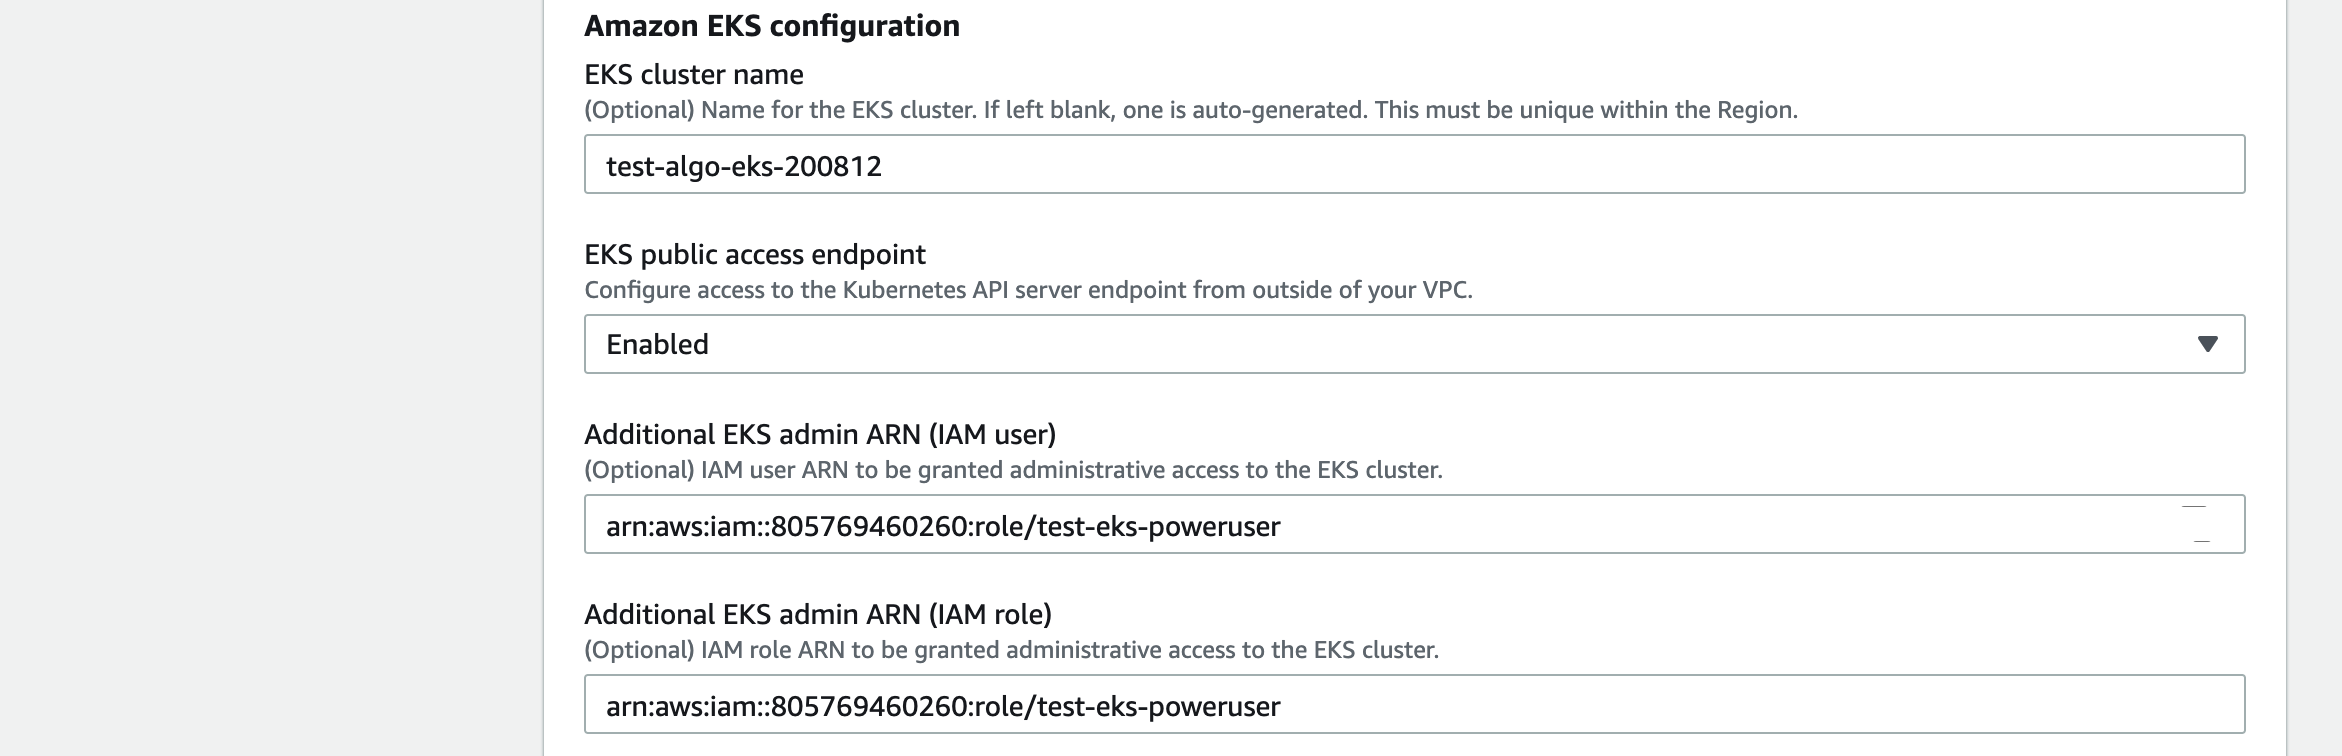 Amazon EKS configuration
EKS cluster name
(Optional) Name for the EKS cluster. If left blank, one is auto-generated. This must be unique within the Region.
test-algo-eks-200812
EKS public access endpoint
Configure access to the Kubernetes API server endpoint from outside of your VPC.
Enabled
Additional EKS admin ARN (IAM user)
(Optional) IAM user ARN to be granted administrative access to the EKS cluster.
arn:aws:iam::805769460260:role/test-eks-poweruser
Additional EKS admin ARN (IAM role)
(Optional) IAM role ARN to be granted administrative access to the EKS cluster.
arn:aws:iam::805769460260:role/test-eks-poweruser